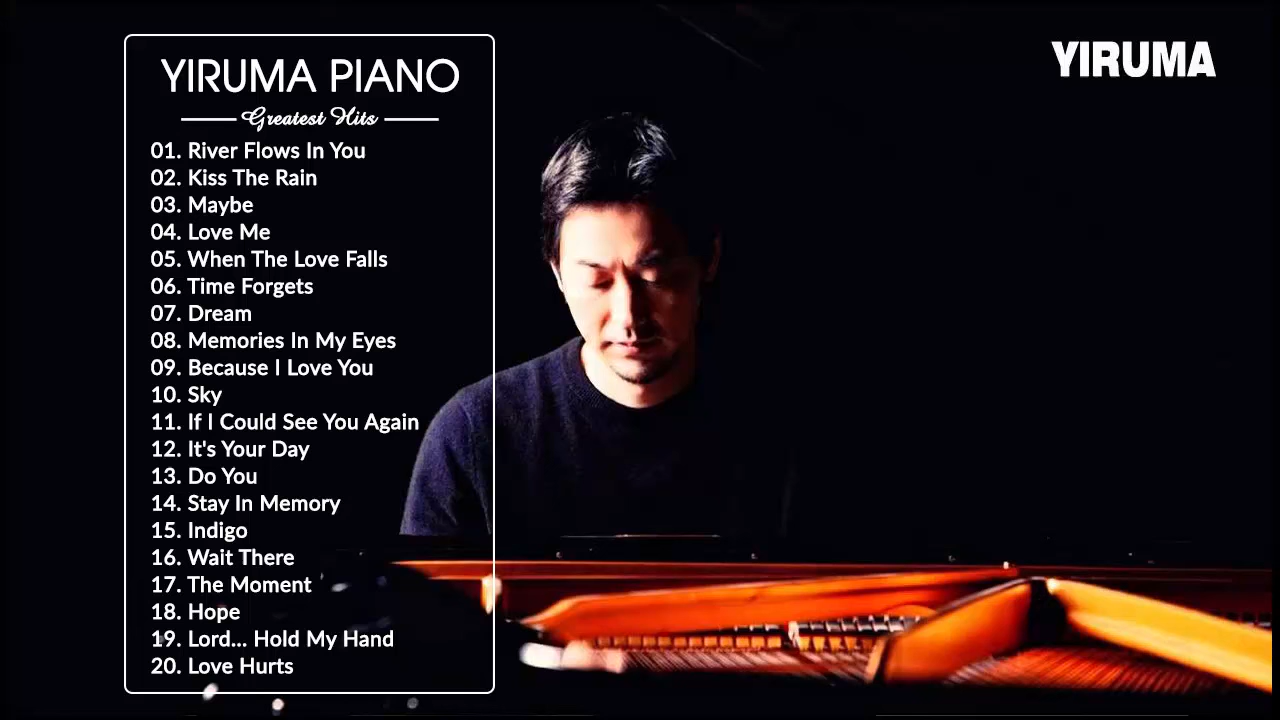 YIRUMA PIANO
Greatest Hits
01. River Flows In You
02. Kiss The Rain
03. Maybe
04. Love Me
05. When The Love Falls
06. Time Forgets
07. Dream
08. Memories In My Eyes
09. Because I Love You
10. Sky
11. If I Could See You Again
12. It's Your Day
13. Do You
14. Stay In Memory
15. Indigo
16. Wait There
17. The Moment
18. Hope
19. Lord... Hold My Hand
20. Love Hurts
YIRUMA